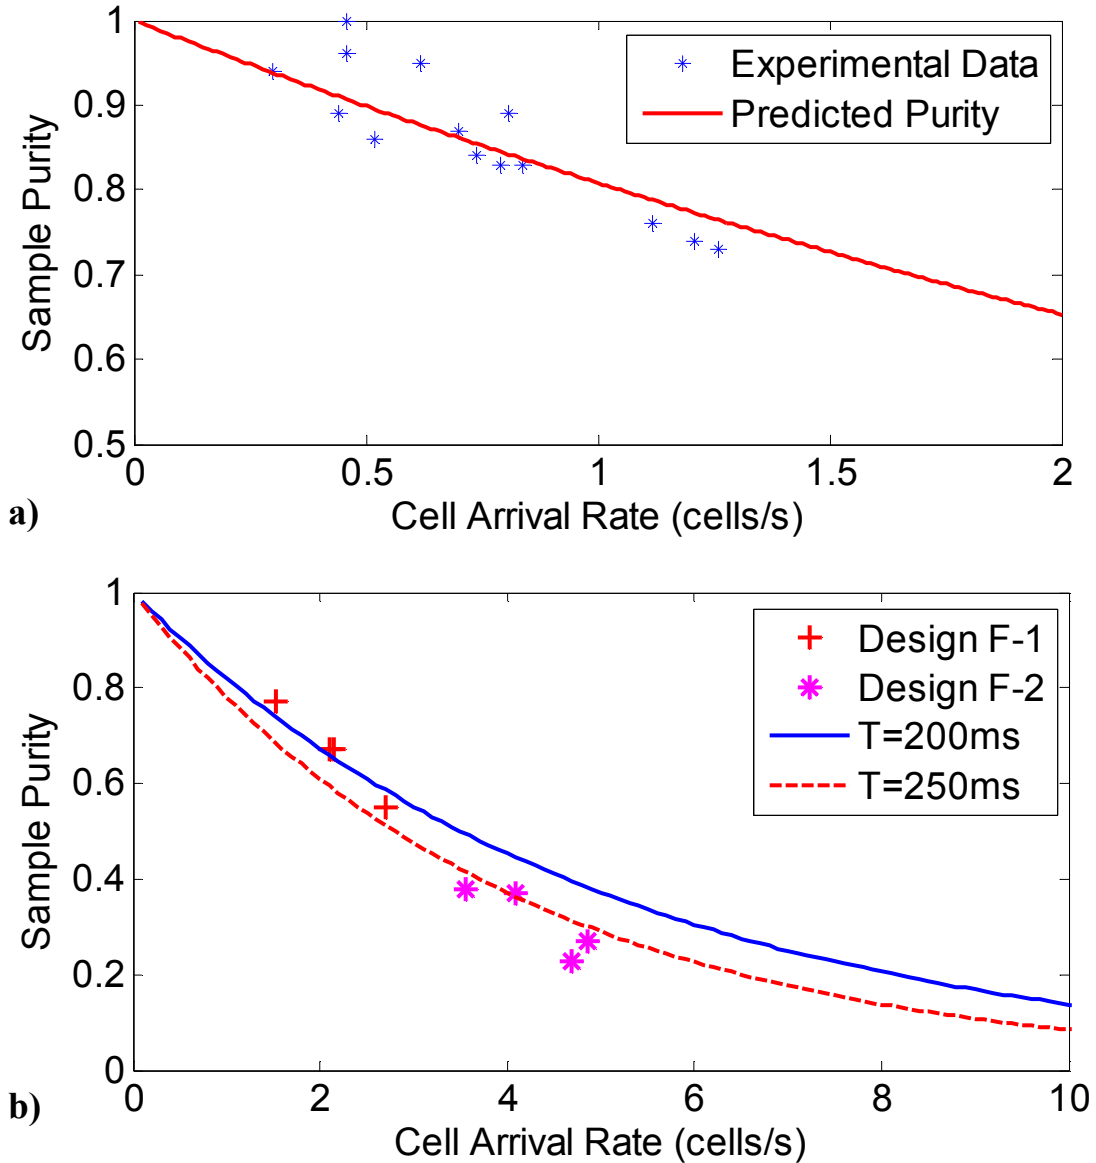 1
0.9
0.8
0.7
0.6
0.5
Sample Purity
Experimental Data
Predicted Purity
0
0.5
1
1.5
2
Cell Arrival Rate (cells/s)
a)
1
0.8
0.6
0.4
0.2
0
Sample Purity
Design F-1
Design F-2
T=200ms
T=250ms
0
2
4
6
8
10
Cell Arrival Rate (cells/s)
b)